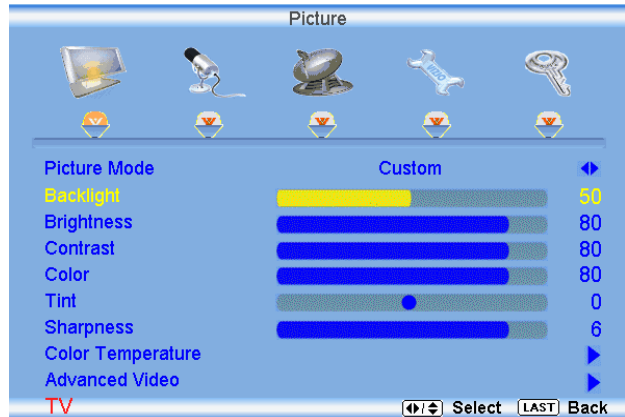 Picture
VIZIO
Picture Mode Custom
Backlight 50
Brightness 80
Contrast 80
Color 80
Tint 0
Sharpness 6
Color Temperature
Advanced Video
TV Select LAST Back